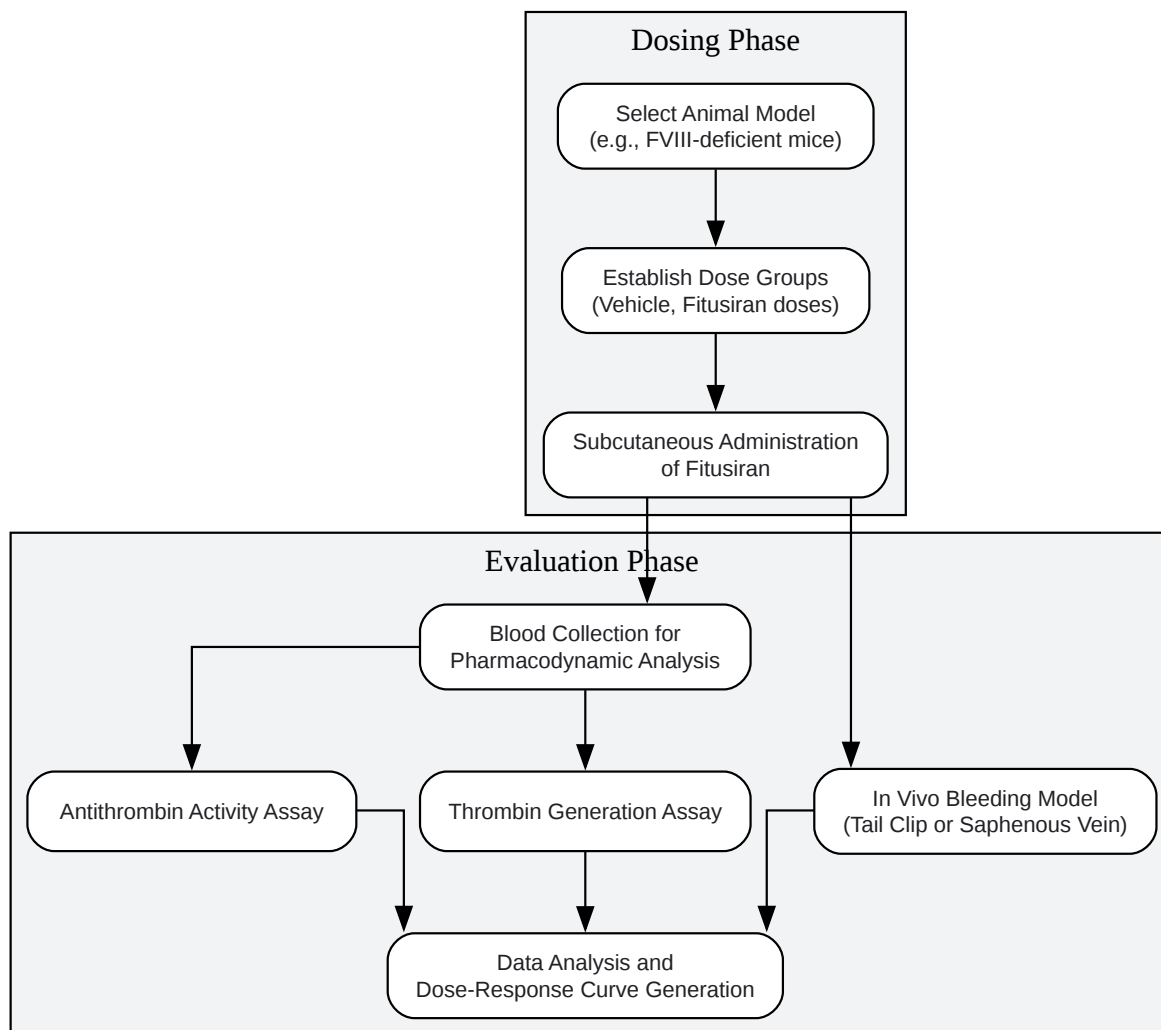 Dosing Phase
Select Animal Model
(e.g., FVIII-deficient mice)
Establish Dose Groups
(Vehicle, Fitusiran doses)
Subcutaneous Administration
of Fitusiran
Evaluation Phase
Blood Collection for
Pharmacodynamic Analysis
Antithrombin Activity Assay
Thrombin Generation Assay
In Vivo Bleeding Model
(Tail Clip or Saphenous Vein)
Data Analysis and
Dose-Response Curve Generation